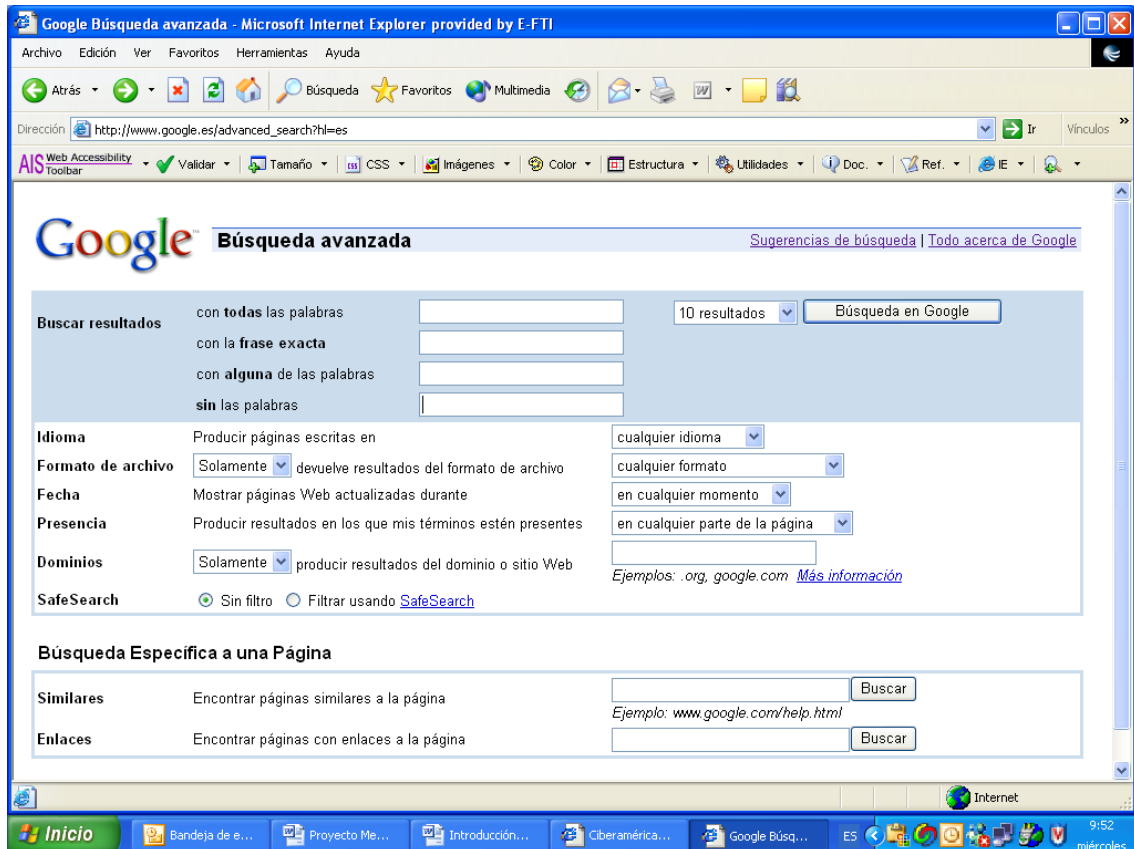 Google Búsqueda avanzada - Microsoft Internet Explorer provided by E-FTI
Archivo Edición Ver Favoritos Herramientas Ayuda
Atrás Búsqueda Favoritos Multimedia
Dirección http://www.google.es/advanced_search?hl=es Ir Vínculos »
AIS Web Accessibility Toolbar Validar Tamaño CSS Imágenes Color Estructura Utilidades Doc. Ref. IE
Google™ Búsqueda avanzada Sugerencias de búsqueda | Todo acerca de Google
Buscar resultados con todas las palabras 10 resultados Búsqueda en Google
con la frase exacta
con alguna de las palabras
sin las palabras
Idioma Producir páginas escritas en cualquier idioma
Formato de archivo Solamente devuelve resultados del formato de archivo cualquier formato
Fecha Mostrar páginas Web actualizadas durante en cualquier momento
Presencia Producir resultados en los que mis términos estén presentes en cualquier parte de la página
Dominios Solamente producir resultados del dominio o sitio Web
Ejemplos: .org, google.com Más información
SafeSearch Sin filtro Filtrar usando SafeSearch
Búsqueda Específica a una Página
Similares Encontrar páginas similares a la página Buscar
Ejemplo: www.google.com/help.html
Enlaces Encontrar páginas con enlaces a la página Buscar
Internet
Inicio Bandeja de e... Proyecto Me... Introducción... Ciberamérica... Google Búsq... ES 9:52
miércoles